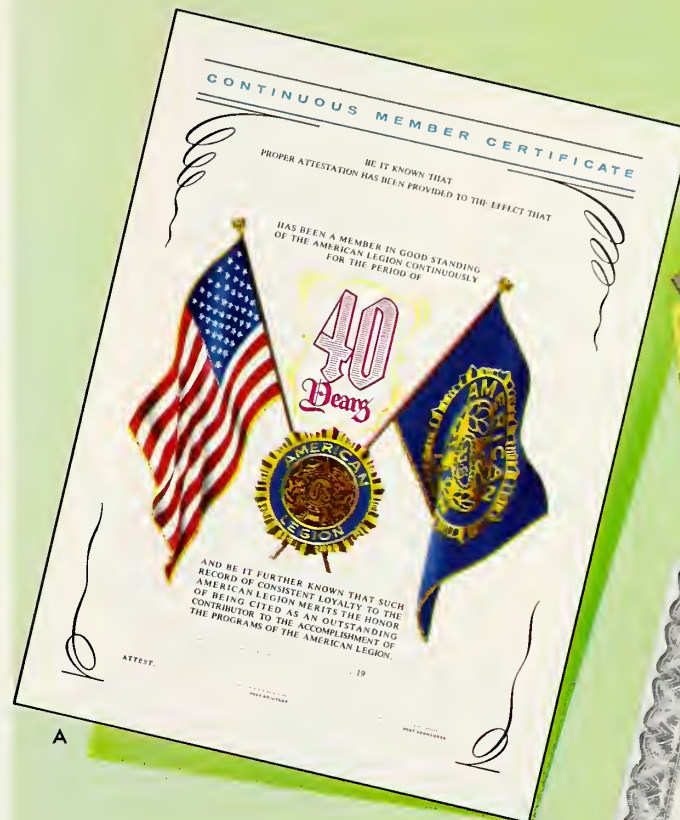 CONTINUOUS MEMBER CERTIFICATE
BE IT KNOWN THAT
PROPER ATTESTATION HAS BEEN PROVIDED TO THE EFFECT THAT
HAS BEEN A MEMBER IN GOOD STANDING
OF THE AMERICAN LEGION CONTINUOUSLY
FOR THE PERIOD OF
40
Years
AMERICAN
LEGION
AMERICAN
AND BE IT FURTHER KNOWN THAT SUCH
RECORD OF CONSISTENT LOYALTY TO THE
AMERICAN LEGION MERITS THE HONOR
OF BEING CITED AS AN OUTSTANDING
CONTRIBUTOR TO THE ACCOMPLISHMENT OF
THE PROGRAMS OF THE AMERICAN LEGION.
ATTEST.
19
POST ADJUTANT
POST COMMANDER
A